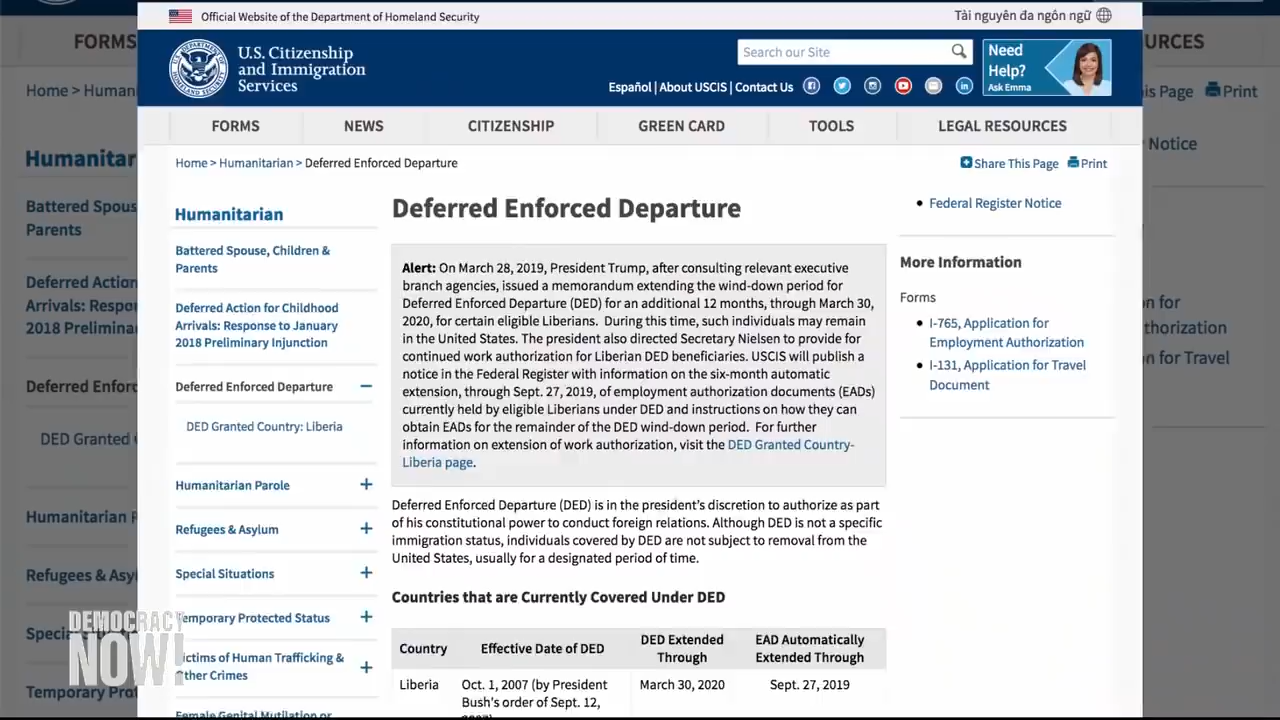 Official Website of the Department of Homeland Security
Tài nguyên đa ngôn ngữ
U.S. Citizenship
and Immigration
Services
Search our Site
Need
Help?
Ask Emma
Español | About USCIS | Contact Us
FORMS
NEWS
CITIZENSHIP
GREEN CARD
TOOLS
LEGAL RESOURCES
Home > Humanitarian > Deferred Enforced Departure
Share This Page
Print
Humanitarian
Battered Spouse, Children &
Parents
Deferred Action for Childhood
Arrivals: Response to January
2018 Preliminary Injunction
Deferred Enforced Departure
DED Granted Country: Liberia
Humanitarian Parole
Refugees & Asylum
Special Situations
Temporary Protected Status
Victims of Human Trafficking &
Other Crimes
Female Genital Mutilation or
Deferred Enforced Departure
Alert: On March 28, 2019, President Trump, after consulting relevant executive
branch agencies, issued a memorandum extending the wind-down period for
Deferred Enforced Departure (DED) for an additional 12 months, through March 30,
2020, for certain eligible Liberians. During this time, such individuals may remain
in the United States. The president also directed Secretary Nielsen to provide for
continued work authorization for Liberian DED beneficiaries. USCIS will publish a
notice in the Federal Register with information on the six-month automatic
extension, through Sept. 27, 2019, of employment authorization documents (EADs)
currently held by eligible Liberians under DED and instructions on how they can
obtain EADs for the remainder of the DED wind-down period. For further
information on extension of work authorization, visit the DED Granted Country-
Liberia page.
Deferred Enforced Departure (DED) is in the president's discretion to authorize as part
of his constitutional power to conduct foreign relations. Although DED is not a specific
immigration status, individuals covered by DED are not subject to removal from the
United States, usually for a designated period of time.
Countries that are Currently Covered Under DED
Country
Effective Date of DED
DED Extended
Through
EAD Automatically
Extended Through
Liberia
Oct. 1, 2007 (by President
Bush's order of Sept. 12,
March 30, 2020
Sept. 27, 2019
Federal Register Notice
More Information
Forms
I-765, Application for
Employment Authorization
I-131, Application for Travel
Document
FORMS
Home > Humani
Humanitar
Battered Spous
Parents
Deferred Action
Arrivals: Respo
2018 Preliminar
Deferred Enforc
DED Granted
Humanitarian P
Refugees & Asyl
Specia
Temporary Prot
URCES
is Page
Print
Notice
n for
thorization
n for Travel
DEMOCRACY
NOW!